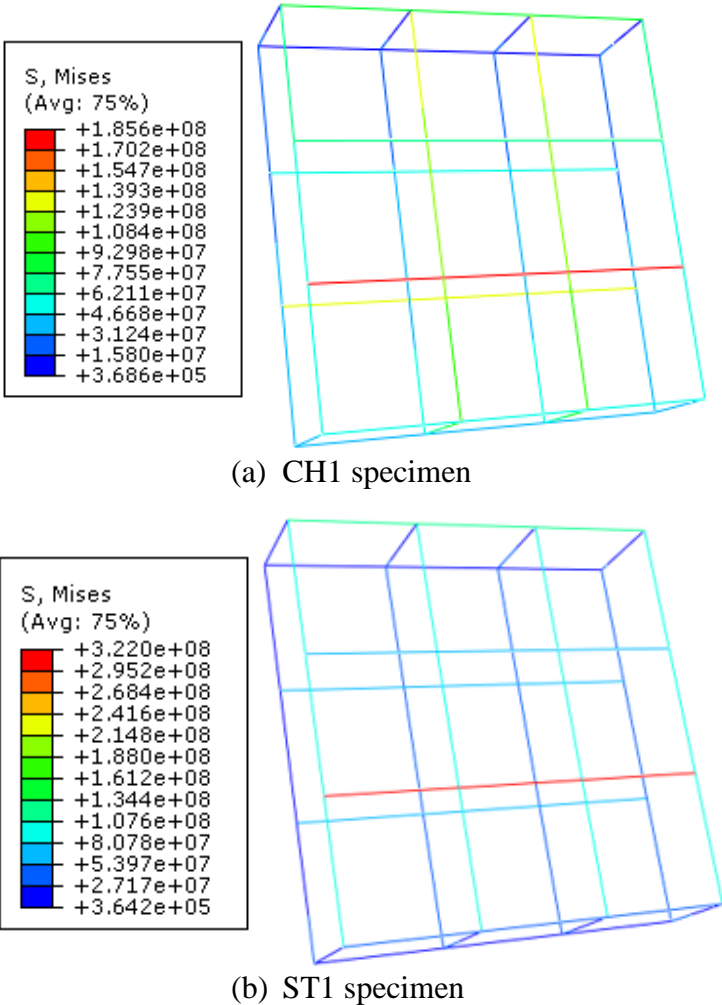 S, Mises
(Avg: 75%)
+1.856e+08
+1.702e+08
+1.547e+08
+1.393e+08
+1.239e+08
+1.084e+08
+9.298e+07
+7.755e+07
+6.211e+07
+4.668e+07
+3.124e+07
+1.580e+07
+3.686e+05
(a) CH1 specimen
S, Mises
(Avg: 75%)
+3.220e+08
+2.952e+08
+2.684e+08
+2.416e+08
+2.148e+08
+1.880e+08
+1.612e+08
+1.344e+08
+1.076e+08
+8.078e+07
+5.397e+07
+2.717e+07
+3.642e+05
(b) ST1 specimen